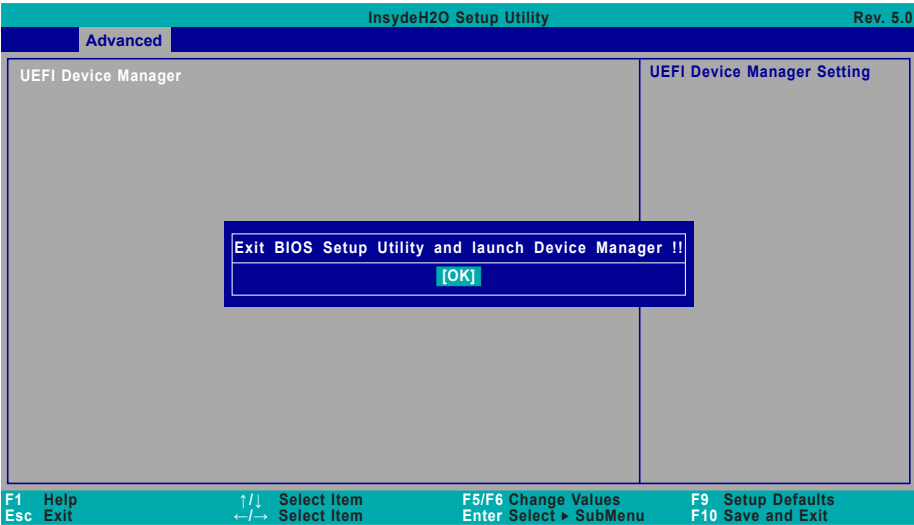 InsydeH2O Setup Utility Rev. 5.0
Advanced
UEFI Device Manager
UEFI Device Manager Setting
Exit BIOS Setup Utility and launch Device Manager !!
[OK]
F1 Help ↑/↓ Select Item F5/F6 Change Values F9 Setup Defaults
Esc Exit ←/→ Select Item Enter Select ▶ SubMenu F10 Save and Exit